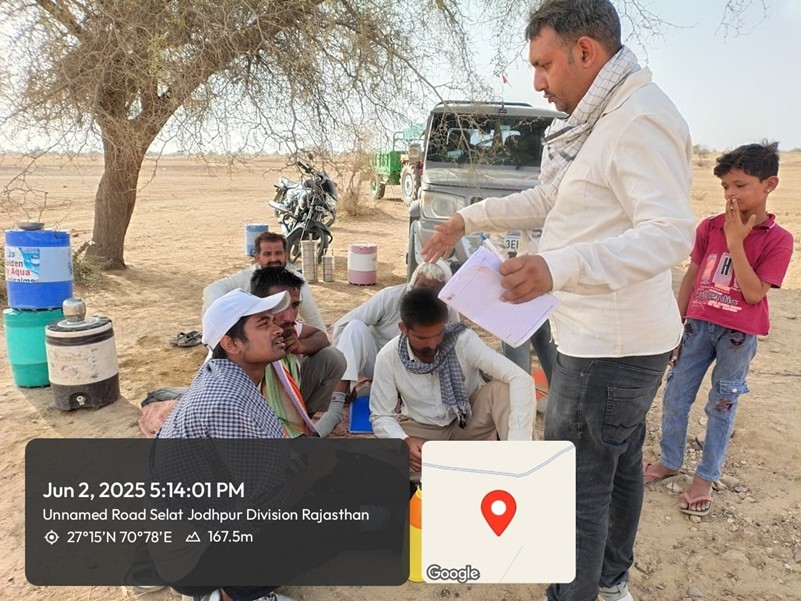 Aqua
H
Jun 2, 2025 5:14:01 PM
Unnamed Road Selat Jodhpur Division Rajasthan
27°15'N 70°78'E 167.5m
Google